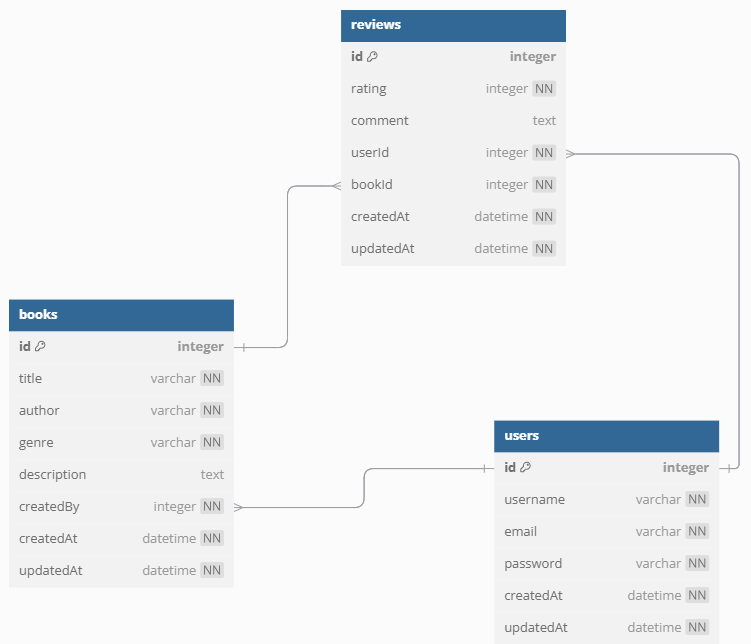 reviews
id integer
rating integer NN
comment text
userId integer NN
bookId integer NN
createdAt datetime NN
updatedAt datetime NN
books
id integer
title varchar NN
author varchar NN
genre varchar NN
description text
createdBy integer NN
createdAt datetime NN
updatedAt datetime NN
users
id integer
username varchar NN
email varchar NN
password varchar NN
createdAt datetime NN
updatedAt datetime NN